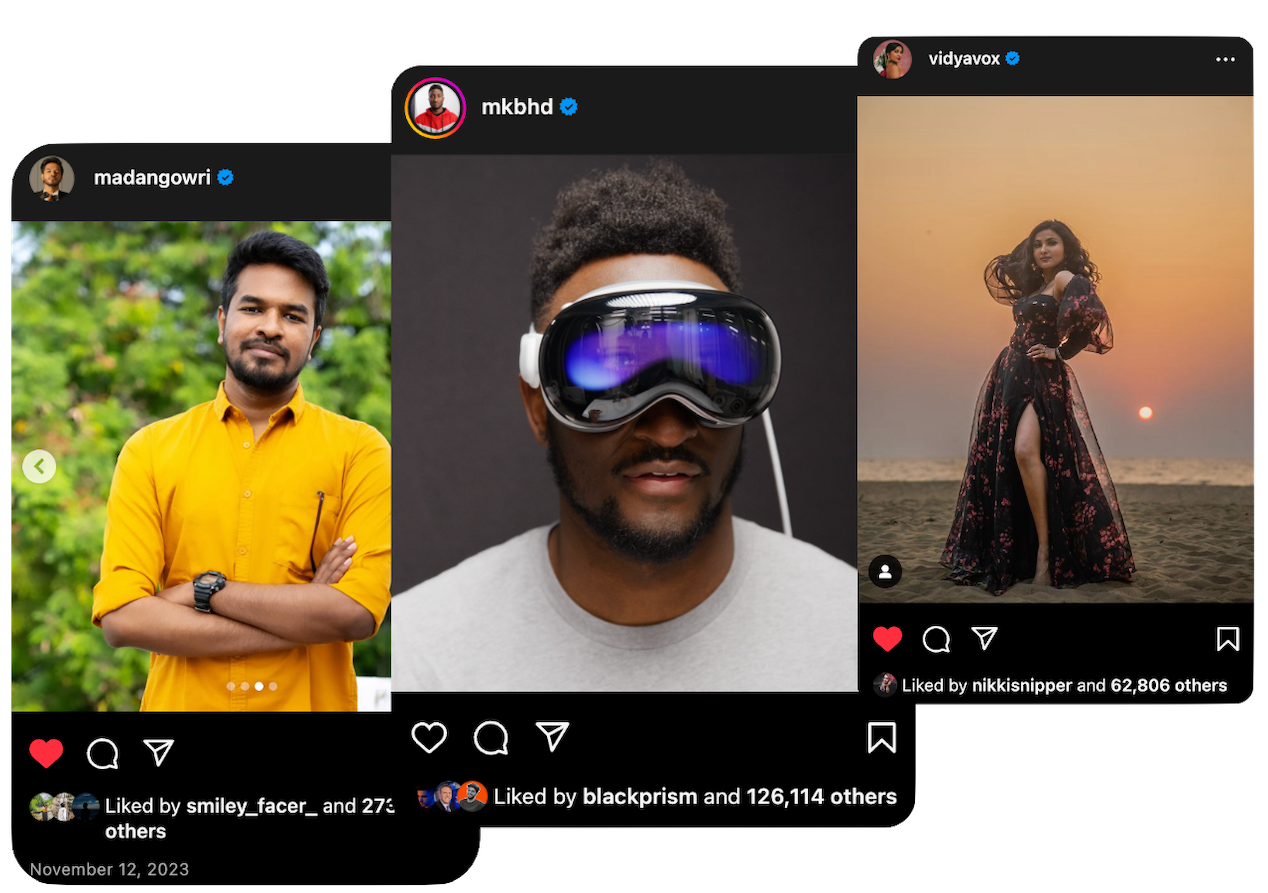 madangowri
Liked by smiley_facer_ and 273
others
November 12, 2023
mkbhd
Liked by blackprism and 126,114 others
vidyavox
Liked by nikkisnipper and 62,806 others